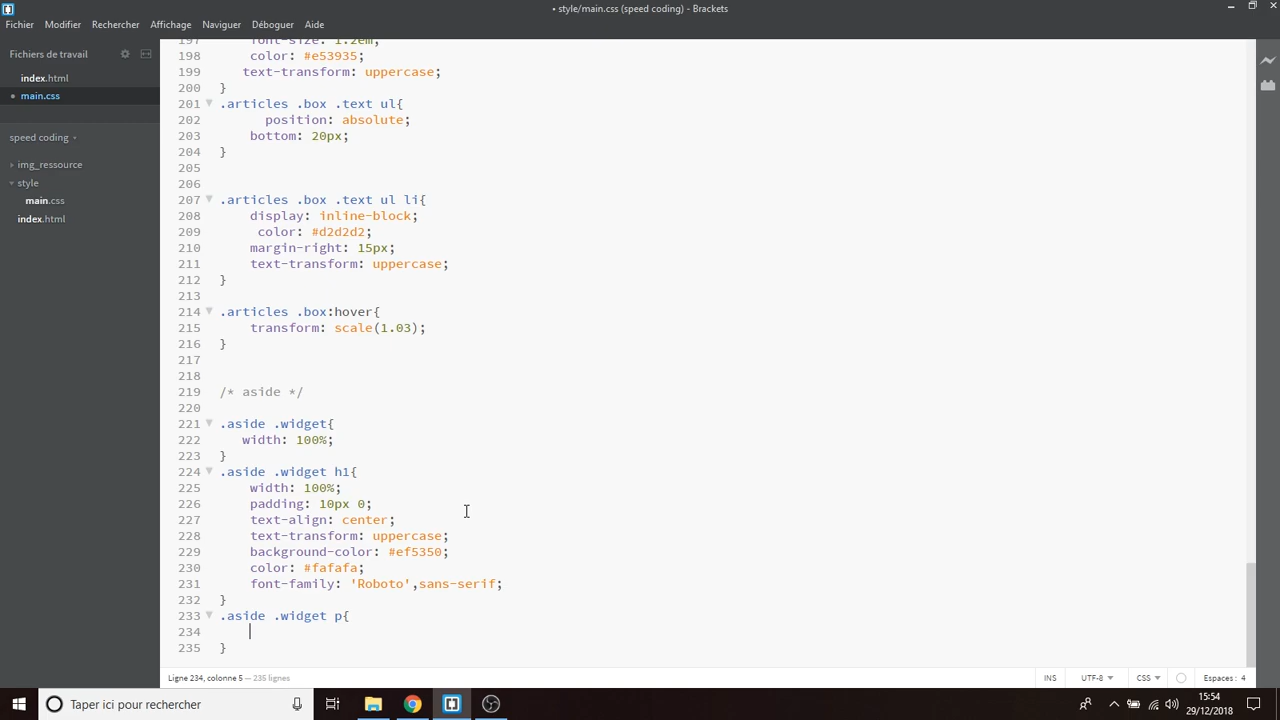 • style/main.css (speed coding) - Brackets
Fichier Modifier Rechercher Affichage Naviguer Déboguer Aide
Fichiers de travail
index.html
• main.css
speed coding
img_ressource
style
main.css
index.html
197 font-size: 1.2em;
198 color: #e53935;
199 text-transform: uppercase;
200 }
201 .articles .box .text ul{
202 position: absolute;
203 bottom: 20px;
204 }
205
206
207 .articles .box .text ul li{
208 display: inline-block;
209 color: #d2d2d2;
210 margin-right: 15px;
211 text-transform: uppercase;
212 }
213
214 .articles .box:hover{
215 transform: scale(1.03);
216 }
217
218
219 /* aside */
220
221 .aside .widget{
222 width: 100%;
223 }
224 .aside .widget h1{
225 width: 100%;
226 padding: 10px 0;
227 text-align: center;
228 text-transform: uppercase;
229 background-color: #ef5350;
230 color: #fafafa;
231 font-family: 'Roboto',sans-serif;
232 }
233 .aside .widget p{
234
235 }
Ligne 234, colonne 5 — 235 lignes
INS UTF-8 CSS Espaces : 4
Taper ici pour rechercher
15:54
29/12/2018